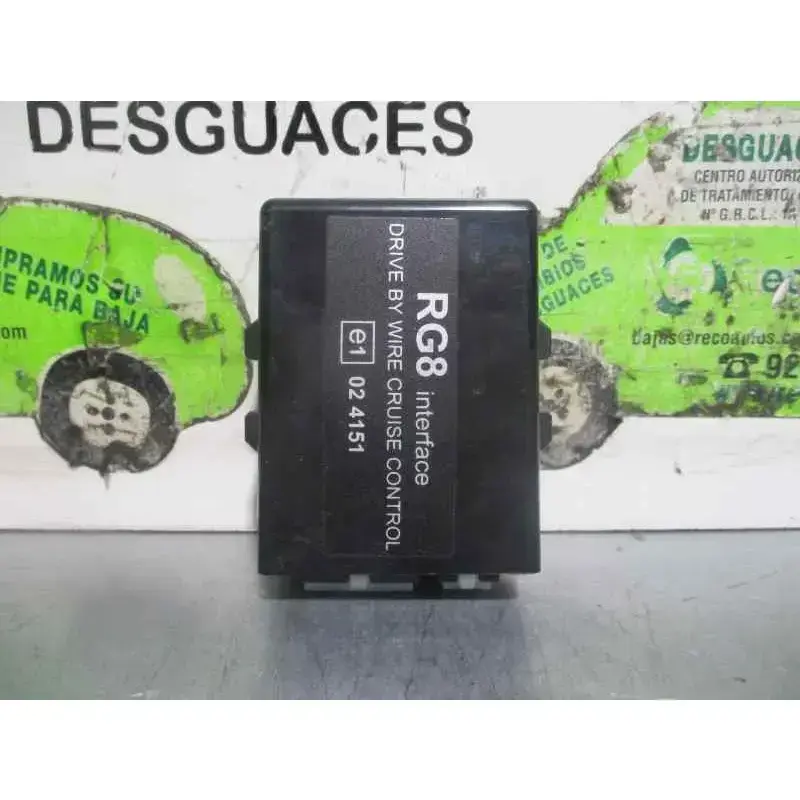 DESGUACES
DESGUAC
CENTRO AUTORIZ
DE TRATAMIENTO,
Nº G.R.C.L.:
PRAMOS SU
E PARA BAJA
.com
DE
GUACES
bajas@recoautos.co
☎92
RG8 interface
DRIVE BY WIRE CRUISE CONTROL
e1 02 4151